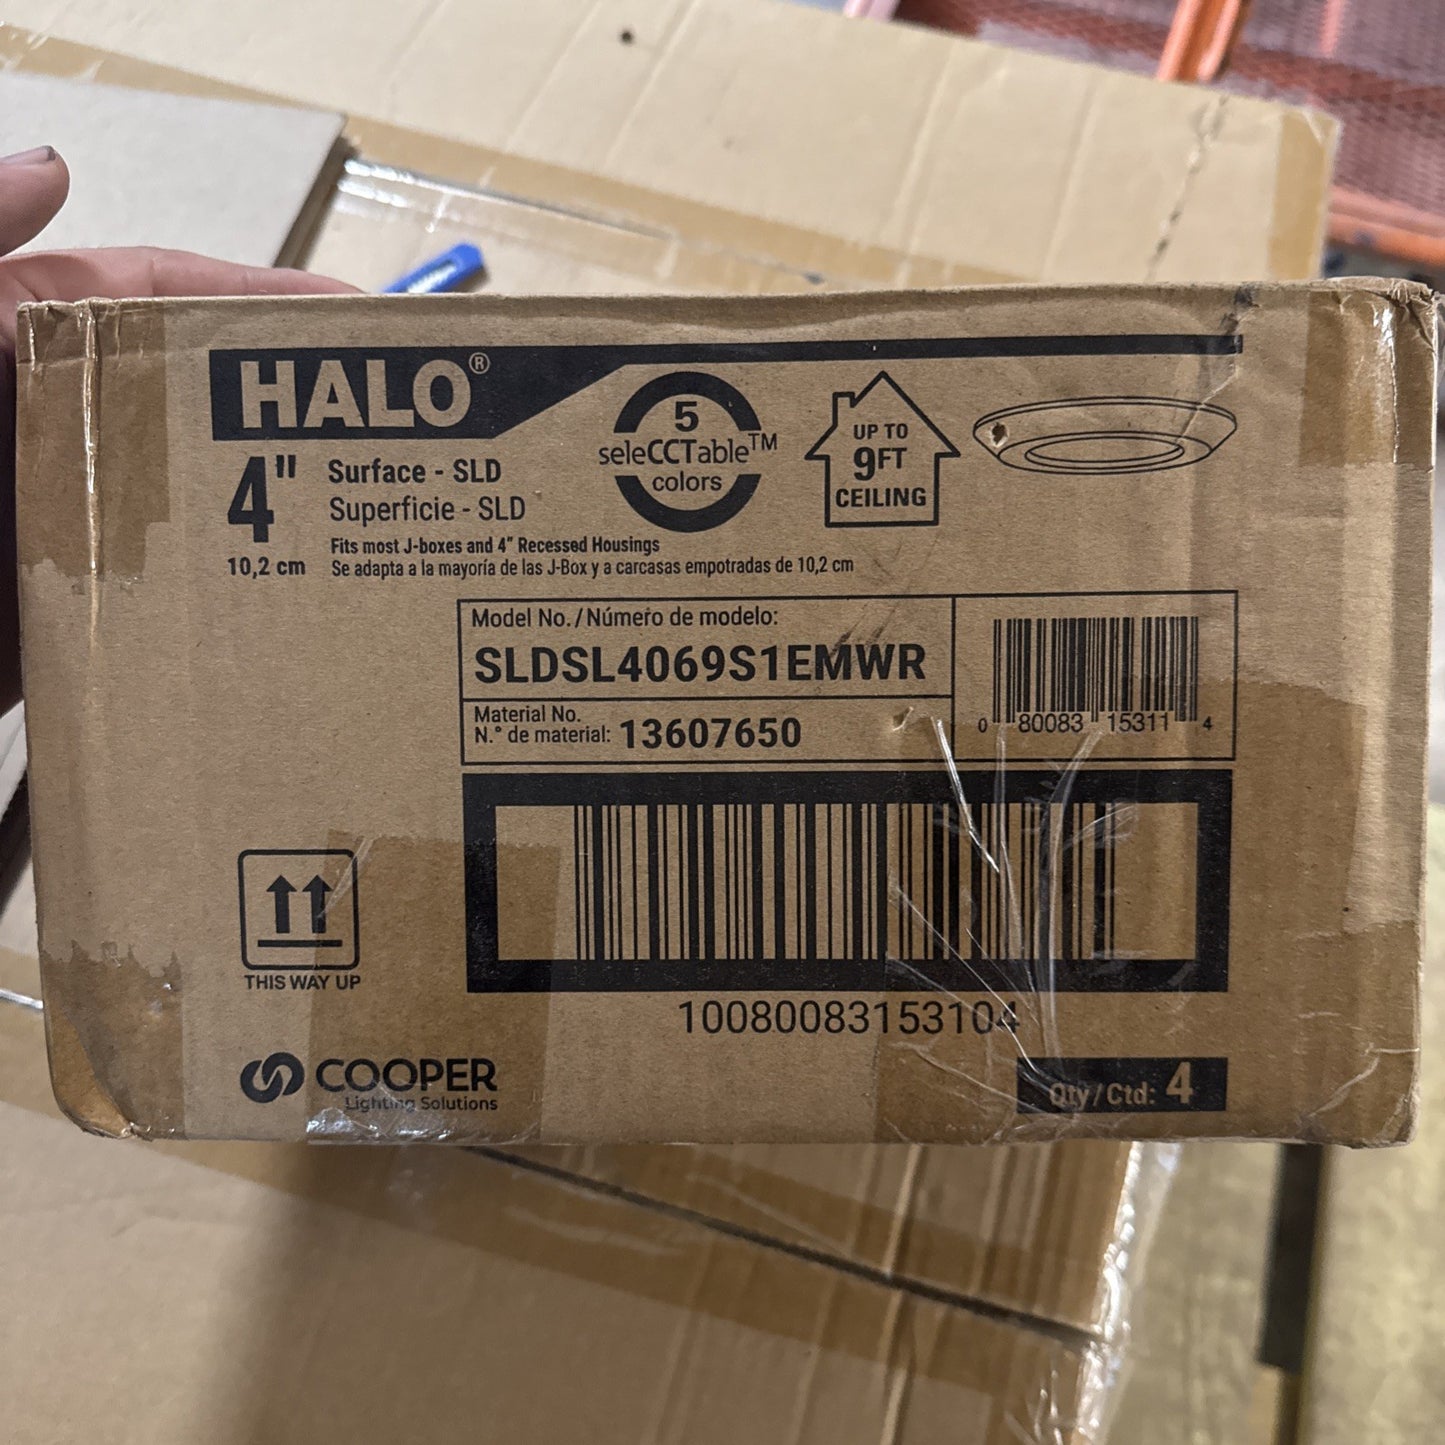 HALO®
4" Surface - SLD
Superficie - SLD
10,2 cm
Fits most J-boxes and 4" Recessed Housings
Se adapta a la mayoría de las J-Box y a carcasas empotradas de 10,2 cm
5
seleCCTable™
colors
UP TO
9FT
CEILING
Model No./Número de modelo:
SLDSL4069S1EMWR
Material No.
N.° de material: 13607650
0 80083 15311 4
10080083153104
THIS WAY UP
COOPER
Lighting Solutions
Qty/Ctd: 4